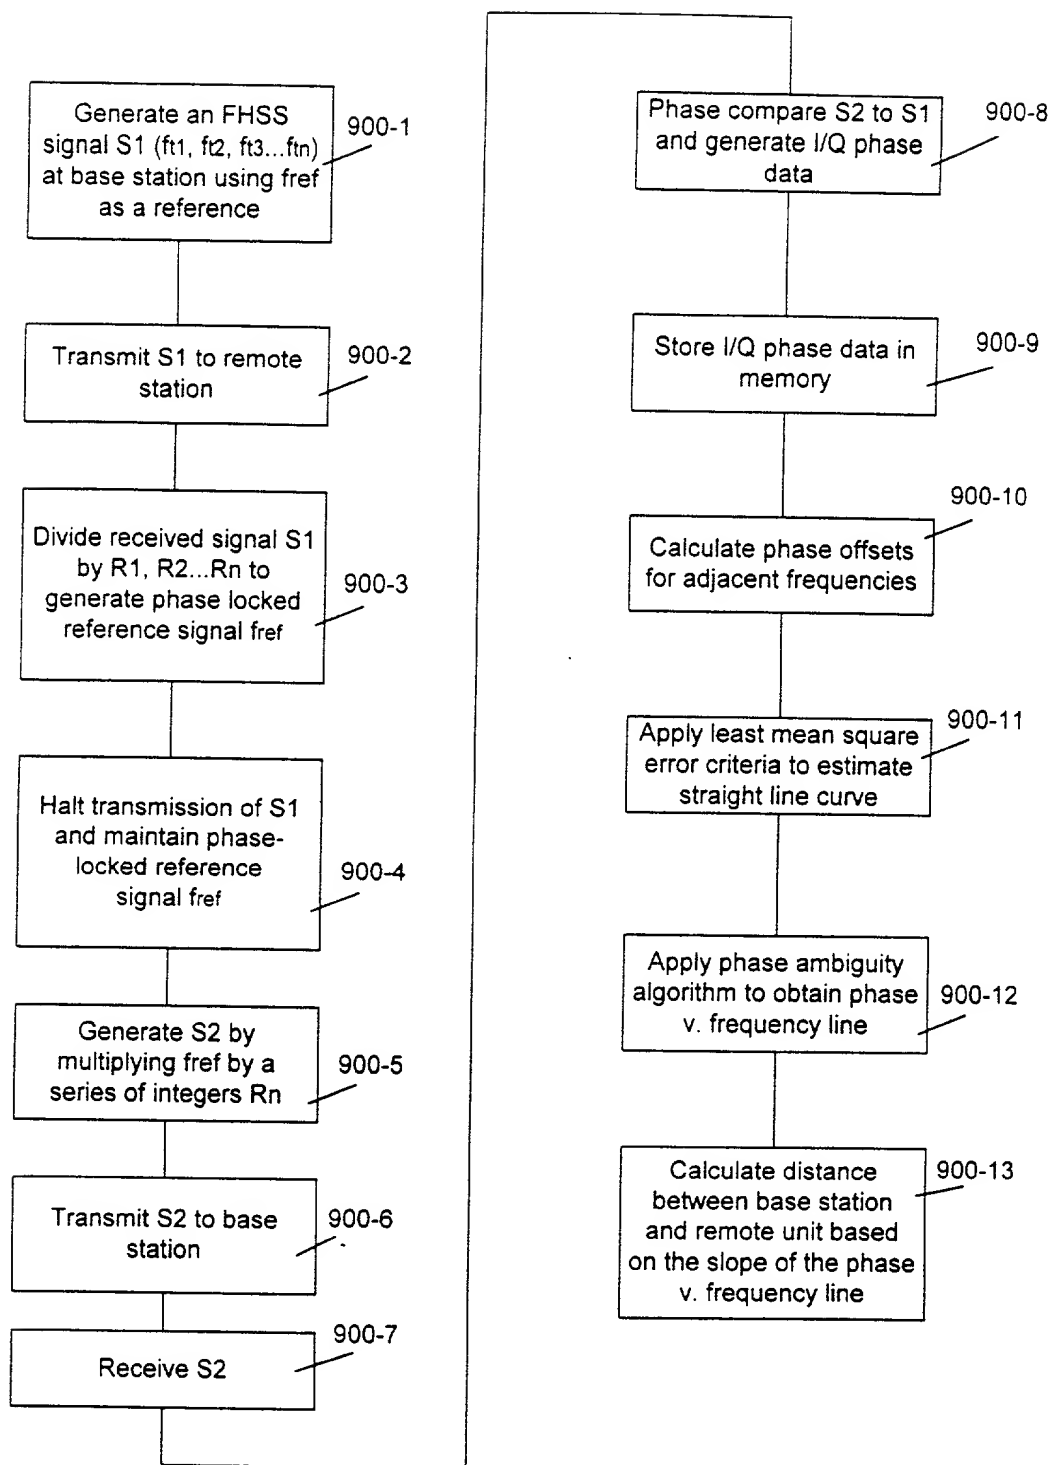 Generate an FHSS
signal S1 (ft1, ft2, ft3...ftn)
at base station using fref
as a reference
900-1
Transmit S1 to remote
station
900-2
Divide received signal S1
by R1, R2...Rn to
generate phase locked
reference signal fref
900-3
Halt transmission of S1
and maintain phase-
locked reference
signal fref
900-4
Generate S2 by
multiplying fref by a
series of integers Rn
900-5
Transmit S2 to base
station
900-6
Receive S2
900-7
Phase compare S2 to S1
and generate I/Q phase
data
900-8
Store I/Q phase data in
memory
900-9
Calculate phase offsets
for adjacent frequencies
900-10
Apply least mean square
error criteria to estimate
straight line curve
900-11
Apply phase ambiguity
algorithm to obtain phase
v. frequency line
900-12
Calculate distance
between base station
and remote unit based
on the slope of the phase
v. frequency line
900-13